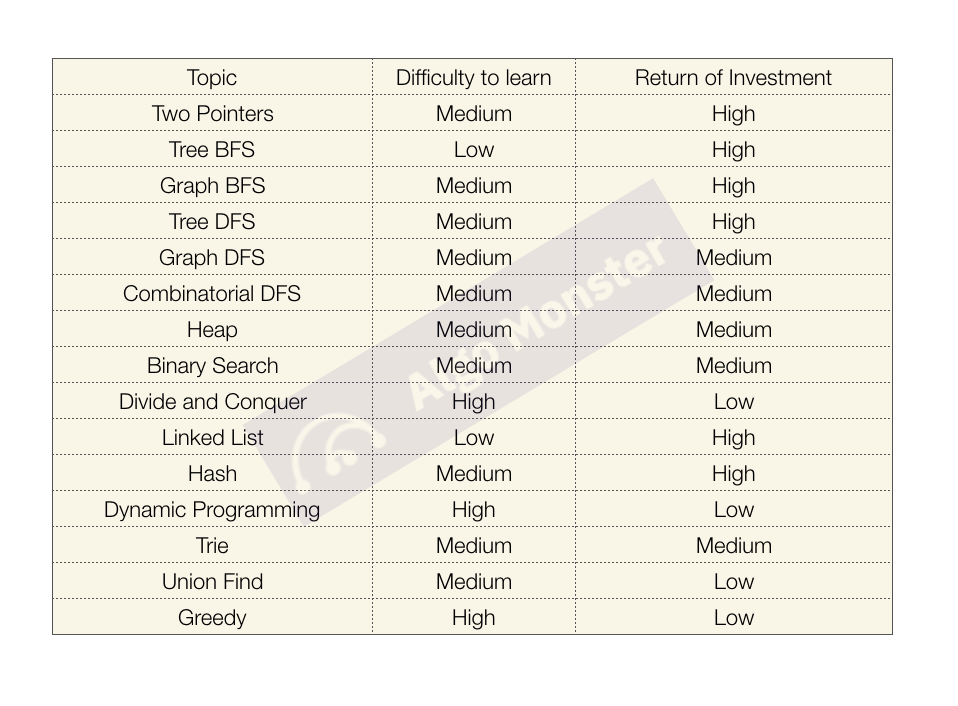 Topic Difficulty to learn Return of Investment
Two Pointers Medium High
Tree BFS Low High
Graph BFS Medium High
Tree DFS Medium High
Graph DFS Medium Medium
Combinatorial DFS Medium Medium
Heap Medium Medium
Binary Search Medium Medium
Divide and Conquer High Low
Linked List Low High
Hash Medium High
Dynamic Programming High Low
Trie Medium Medium
Union Find Medium Low
Greedy High Low
Algo Monster